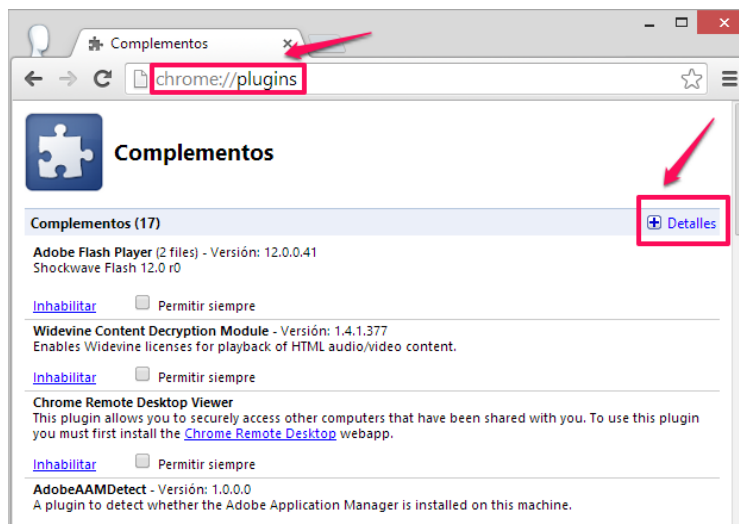 Complementos
chrome://plugins
Complementos
Complementos (17)
Detalles
Adobe Flash Player (2 files) - Versión: 12.0.0.41
Shockwave Flash 12.0 r0
Inhabilitar Permitir siempre
Widevine Content Decryption Module - Versión: 1.4.1.377
Enables Widevine licenses for playback of HTML audio/video content.
Inhabilitar Permitir siempre
Chrome Remote Desktop Viewer
This plugin allows you to securely access other computers that have been shared with you. To use this plugin
you must first install the Chrome Remote Desktop webapp.
Inhabilitar Permitir siempre
AdobeAAMDetect - Versión: 1.0.0.0
A plugin to detect whether the Adobe Application Manager is installed on this machine.